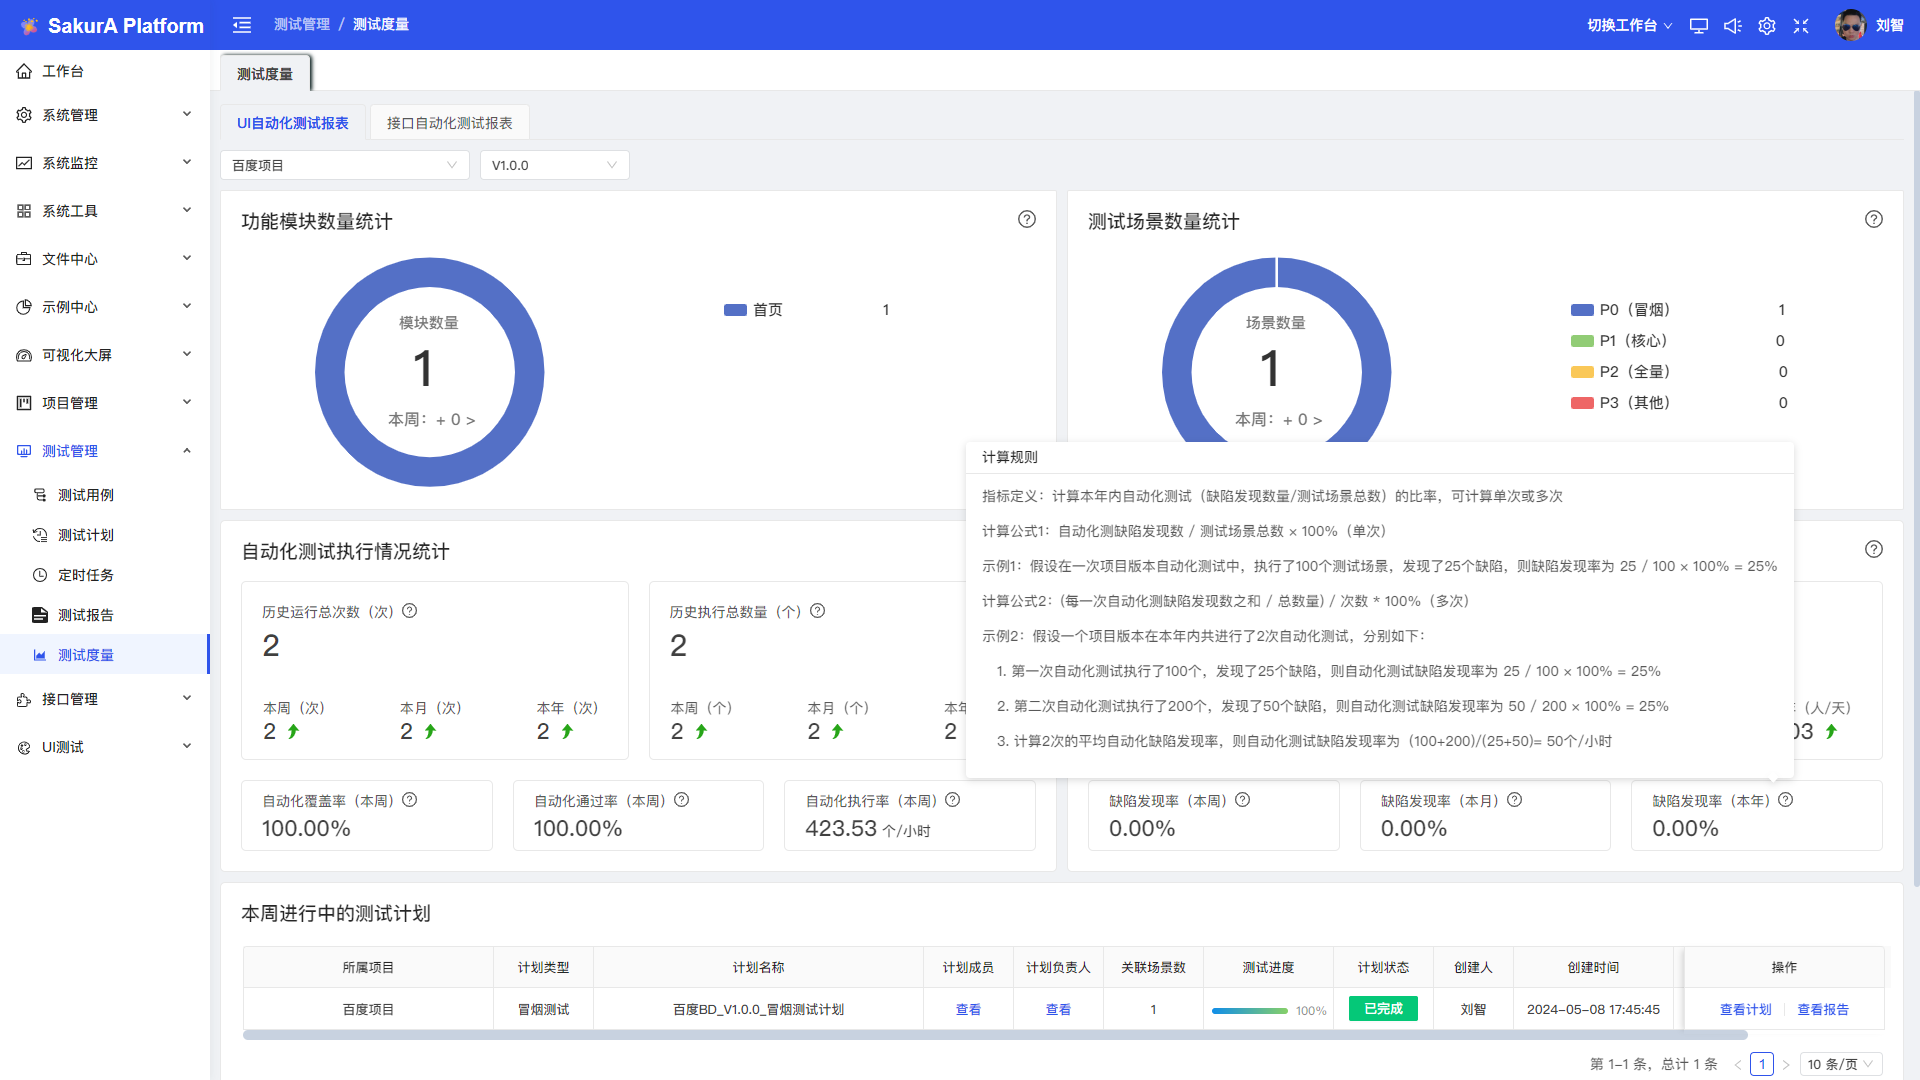 SakurA Platform
测试管理 / 测试度量
切换工作台
刘智
工作台
系统管理
系统监控
系统工具
文件中心
示例中心
可视化大屏
项目管理
测试管理
测试用例
测试计划
定时任务
测试报告
测试度量
接口管理
UI测试
测试度量
UI自动化测试报表
接口自动化测试报表
百度项目
V1.0.0
功能模块数量统计
模块数量
1
本周：+ 0 >
首页 1
测试场景数量统计
场景数量
1
本周：+ 0 >
P0（冒烟） 1
P1（核心） 0
P2（全量） 0
P3（其他） 0
计算规则
指标定义：计算本年内自动化测试（缺陷发现数量/测试场景总数）的比率，可计算单次或多次
计算公式1：自动化测缺陷发现数 / 测试场景总数 × 100%（单次）
示例1：假设在一次项目版本自动化测试中，执行了100个测试场景，发现了25个缺陷，则缺陷发现率为 25 / 100 × 100% = 25%
计算公式2：(每一次自动化测缺陷发现数之和 / 总数量) / 次数 * 100%（多次）
示例2：假设一个项目版本在本年内共进行了2次自动化测试，分别如下：
1. 第一次自动化测试执行了100个，发现了25个缺陷，则自动化测试缺陷发现率为 25 / 100 × 100% = 25%
2. 第二次自动化测试执行了200个，发现了50个缺陷，则自动化测试缺陷发现率为 50 / 200 × 100% = 25%
3. 计算2次的平均自动化缺陷发现率，则自动化测试缺陷发现率为（100+200)/(25+50)= 50个/小时
自动化测试执行情况统计
历史运行总次数（次）
2
本周（次） 本月（次） 本年（次）
2 2 2
历史执行总数量（个）
2
本周（个） 本月（个） 本年
2 2 2
（人/天）
03
自动化覆盖率（本周）
100.00%
自动化通过率（本周）
100.00%
自动化执行率（本周）
423.53 个/小时
缺陷发现率（本周）
0.00%
缺陷发现率（本月）
0.00%
缺陷发现率（本年）
0.00%
本周进行中的测试计划
所属项目 计划类型 计划名称 计划成员 计划负责人 关联场景数 测试进度 计划状态 创建人 创建时间 操作
百度项目 冒烟测试 百度BD_V1.0.0_冒烟测试计划 查看 查看 1 100% 已完成 刘智 2024-05-08 17:45:45 查看计划 查看报告
第 1-1 条，总计 1 条 < 1 > 10 条/页